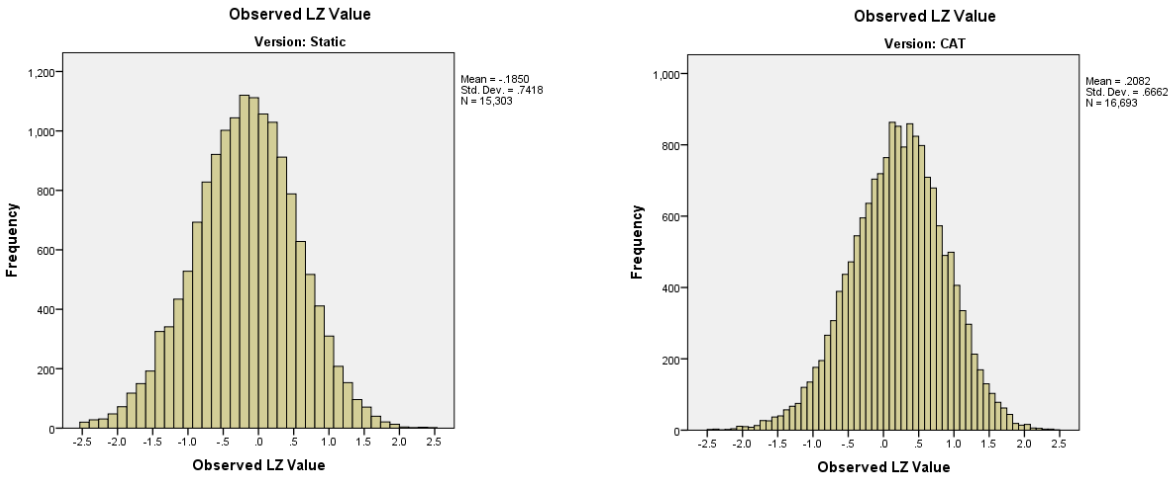 Observed LZ Value
Version: Static
1,200
1,000
800
600
400
200
0
Frequency
-2.5 -2.0 -1.5 -1.0 -.5 .0 .5 1.0 1.5 2.0 2.5
Observed LZ Value
Mean = -.1850
Std. Dev. = .7418
N = 15,303
Observed LZ Value
Version: CAT
1,000
800
600
400
200
0
Frequency
-2.5 -2.0 -1.5 -1.0 -.5 .0 .5 1.0 1.5 2.0 2.5
Observed LZ Value
Mean = .2082
Std. Dev. = .6662
N = 16,693